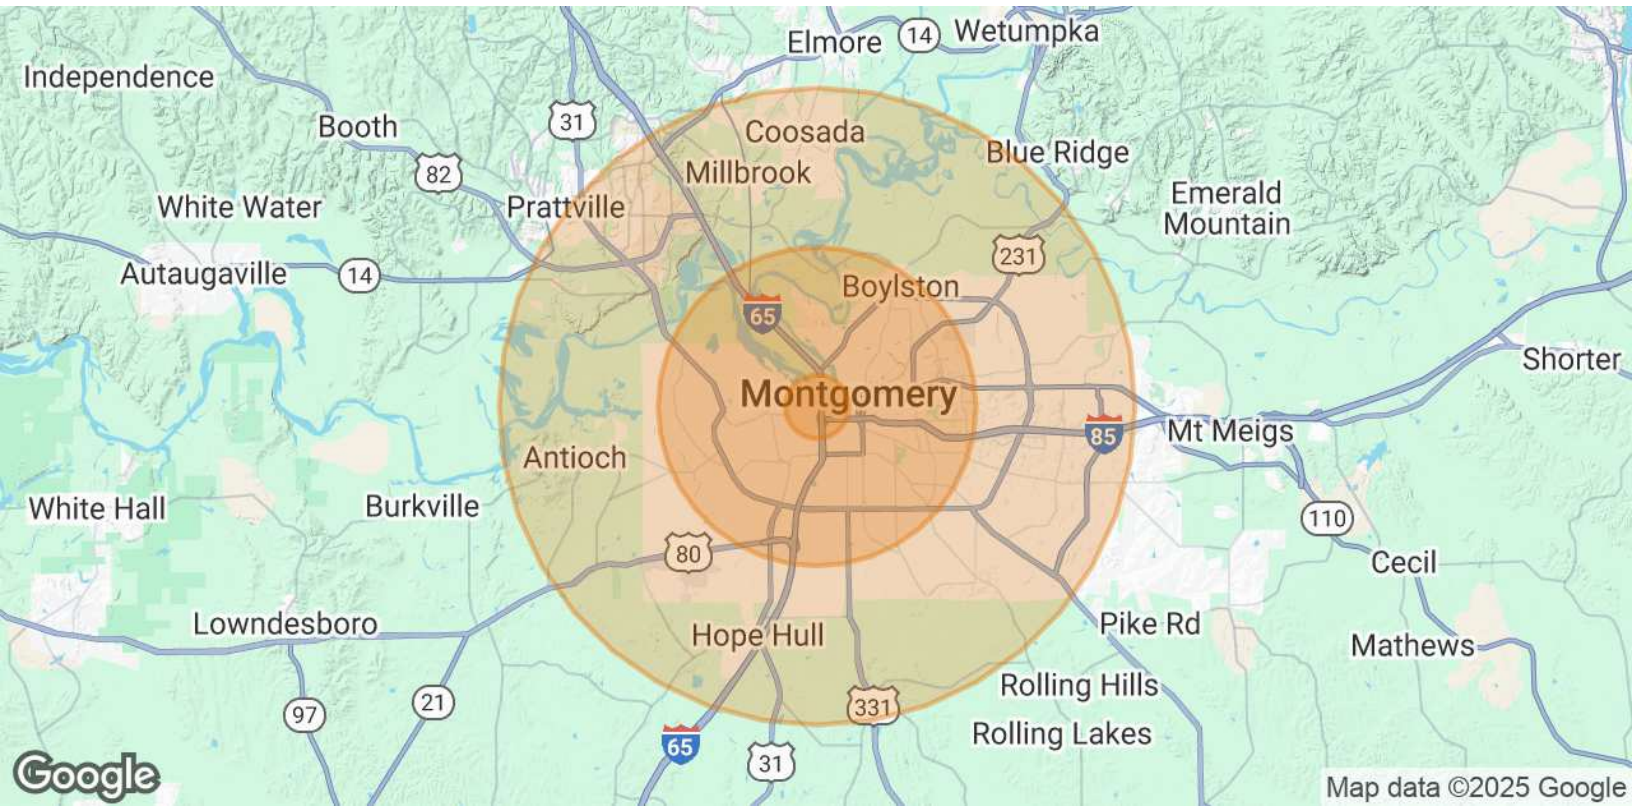 Elmore
14
Wetumpka
Independence
31
Booth
Coosada
Blue Ridge
82
Millbrook
White Water
Prattville
Emerald
Mountain
231
Autaugaville
14
Boylston
65
Shorter
Montgomery
85
Mt Meigs
Antioch
White Hall
Burkville
110
80
Cecil
Lowndesboro
Hope Hull
Pike Rd
Mathews
Rolling Hills
21
97
331
Rolling Lakes
65
31
Google
Map data ©2025 Google